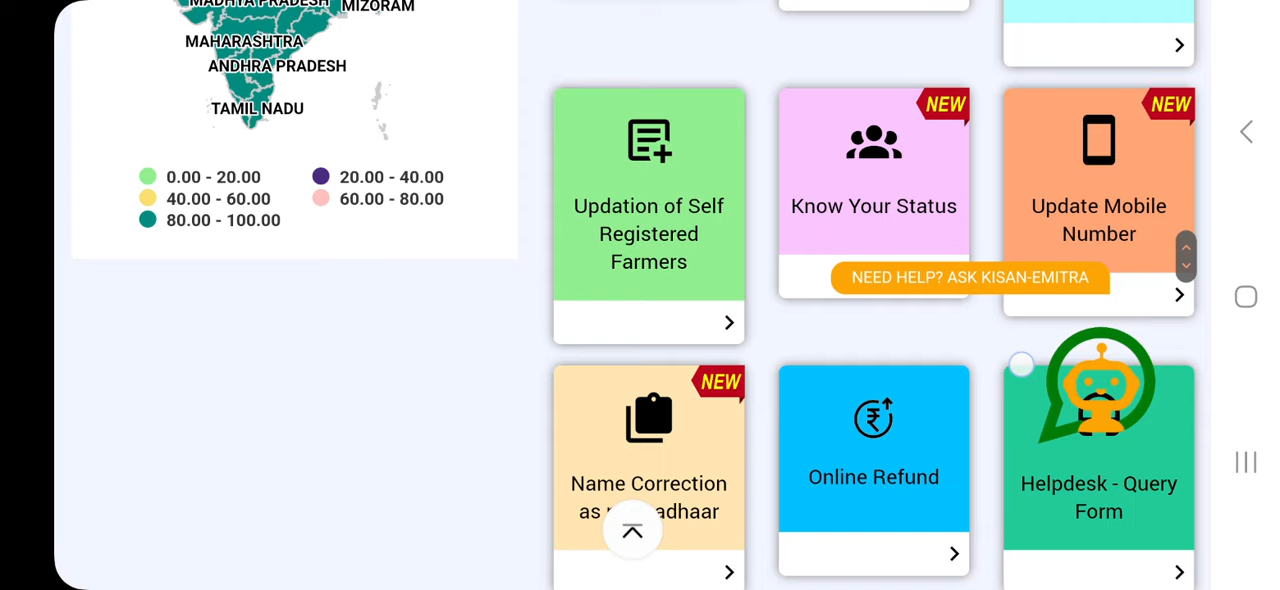 MADHYA PRADESH
MIZORAM
MAHARASHTRA
ANDHRA PRADESH
TAMIL NADU
0.00 - 20.00
20.00 - 40.00
40.00 - 60.00
60.00 - 80.00
80.00 - 100.00
Updation of Self
Registered
Farmers
NEW
Know Your Status
NEW
Update Mobile
Number
NEED HELP? ASK KISAN-EMITRA
NEW
Name Correction
as
Online Refund
Helpdesk - Query
Form